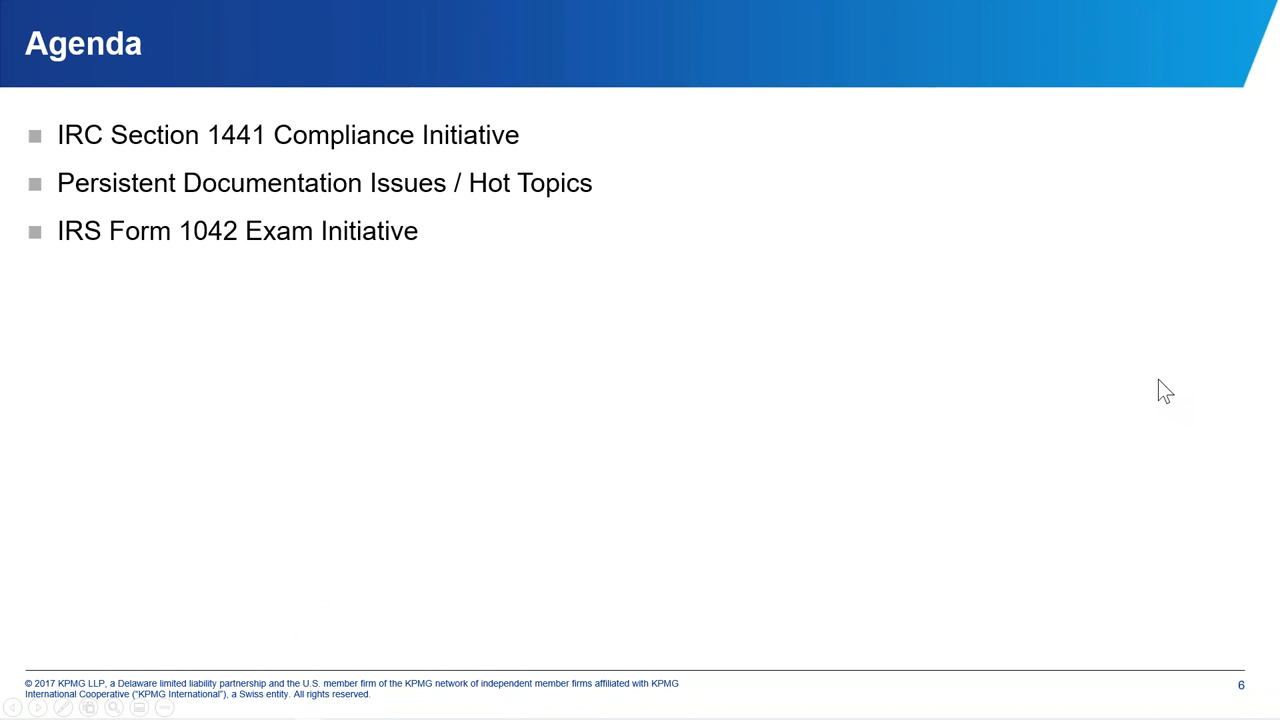 Agenda
IRC Section 1441 Compliance Initiative
Persistent Documentation Issues / Hot Topics
IRS Form 1042 Exam Initiative
© 2017 KPMG LLP, a Delaware limited liability partnership and the U.S. member firm of the KPMG network of independent member firms affiliated with KPMG
International Cooperative (“KPMG International”), a Swiss entity. All rights reserved.
6